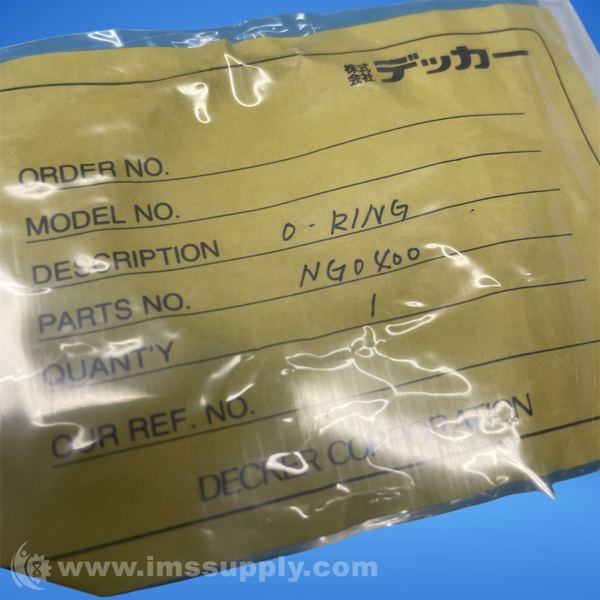 株式会社 デッカー
ORDER NO.
MODEL NO.
DESCRIPTION O-RING
PARTS NO. NG0400
QUANT'Y 1
OUR REF. NO.
DECKER CORPORATION
www.imssupply.com